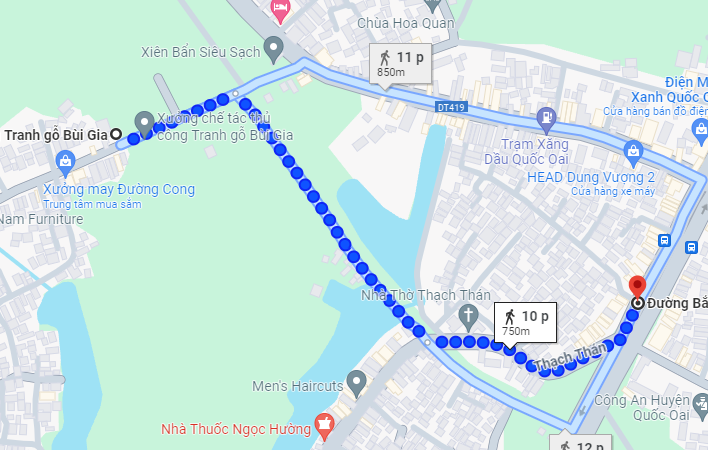 Chùa Hoa Quan
Xiên Bẩn Siêu Sạch
11 p
850m
Điện M
Xanh Quốc O
Cửa hàng bán đồ điện
DT419
Xưởng chế tác thủ
công Tranh gỗ Bùi Gia
Tranh gỗ Bùi Gia
Trạm Xăng
Dầu Quốc Oai
HEAD Dung Vượng 2
Cửa hàng xe máy
Xưởng may Đường Cong
Trung tâm mua sắm
Nam Furniture
Nhà Thờ Thạch Thán
Đường Bắ
10 p
750m
Thạch Thán
Men's Haircuts
Công An Huyện
Quốc Oai
Nhà Thuốc Ngọc Hường
12 p